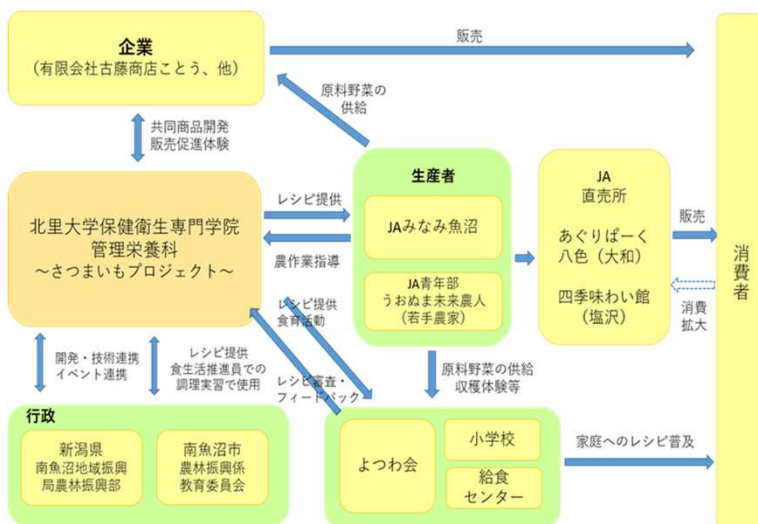 企業
（有限会社古藤商店ことう、他）
販売
原料野菜の
供給
共同商品開発
販売促進体験
生産者
JAみなみ魚沼
JA青年部
うおぬま未来農人
（若手農家）
JA
直売所
あぐりぱーく
八色（大和）
四季味わい館
（塩沢）
販売
消費
拡大
消費者
北里大学保健衛生専門学院
管理栄養科
～さつまいもプロジェクト～
レシピ提供
農作業指導
レシピ提供
食育活動
レシピ審査・
フィードバック
原料野菜の供給
収穫体験等
開発・技術連携
イベント連携
レシピ提供
食生活推進員での
調理実習で使用
行政
新潟県
南魚沼地域振興
局農林振興部
南魚沼市
農林振興係
教育委員会
よつわ会
小学校
給食
センター
家庭へのレシピ普及